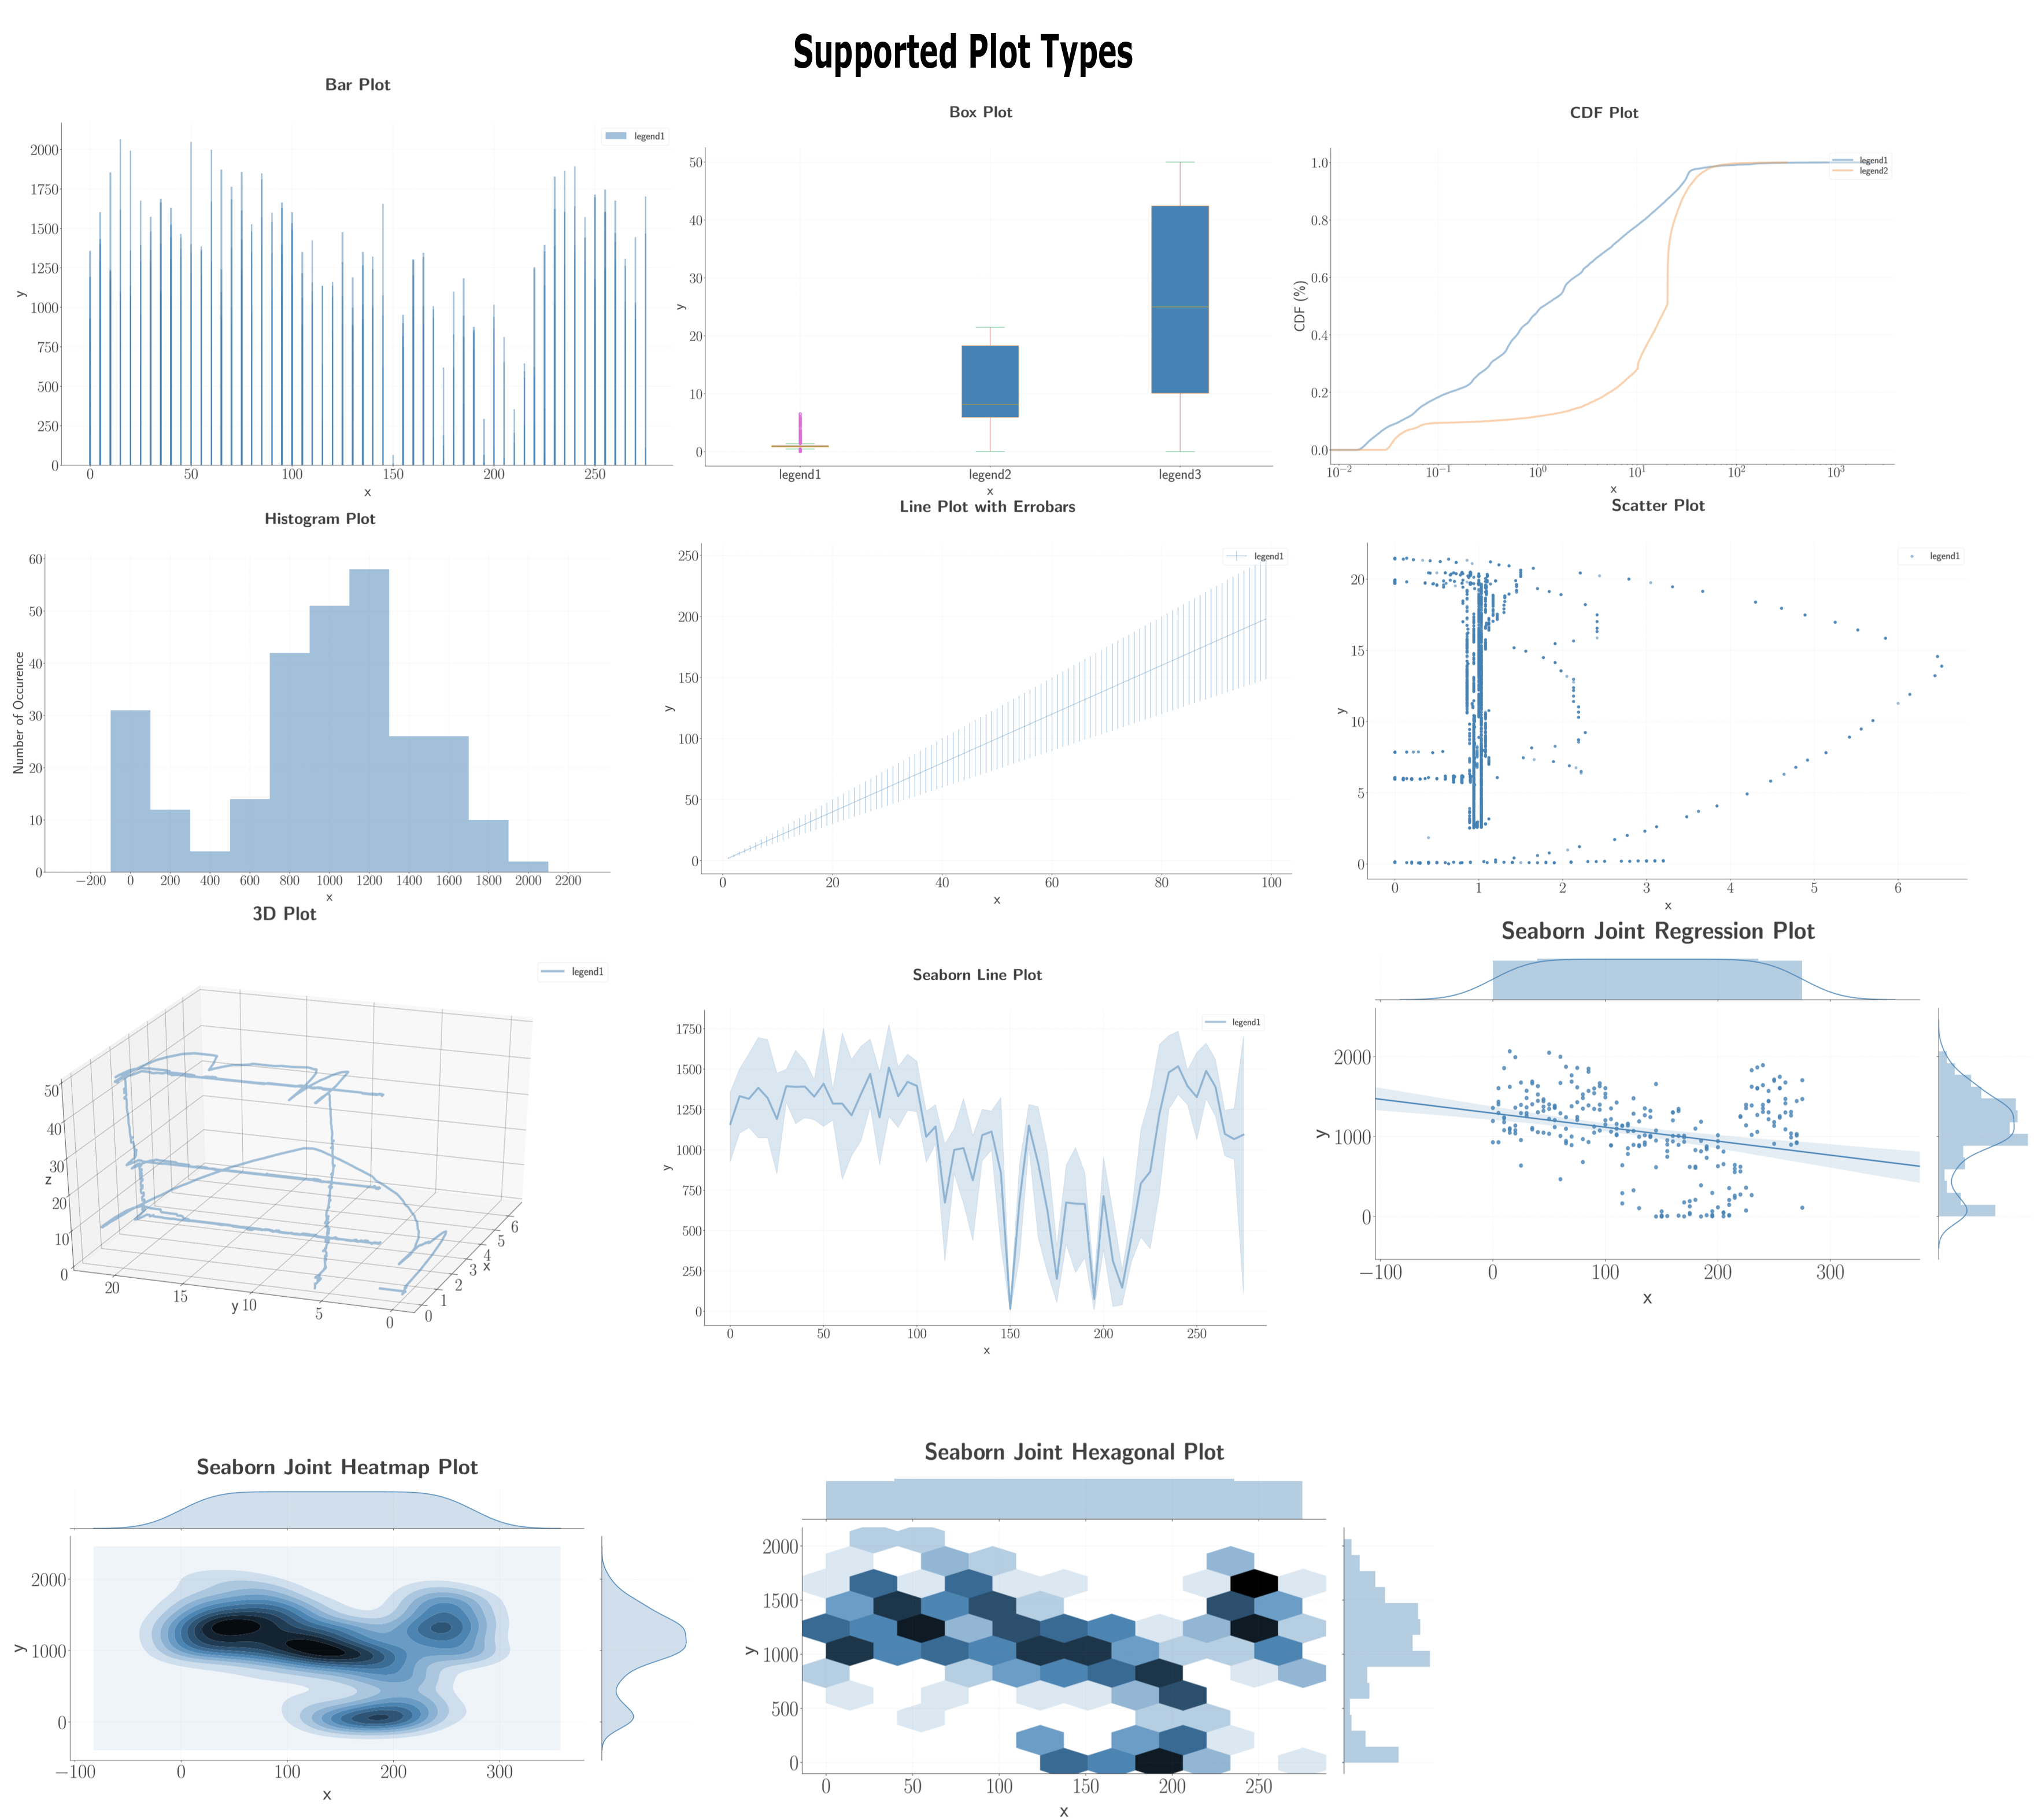 Supported Plot Types
Bar Plot
legend1
y
2000
1750
1500
1250
1000
750
500
250
0
0 50 100 150 200 250
x
Box Plot
y
50
40
30
20
10
0
legend1 legend2 legend3
x
CDF Plot
legend1
legend2
CDF (%)
1.0
0.8
0.6
0.4
0.2
0.0
10⁻² 10⁻¹ 10⁰ 10¹ 10² 10³
x
Histogram Plot
Number of Occurence
60
50
40
30
20
10
0
−200 0 200 400 600 800 1000 1200 1400 1600 1800 2000 2200
x
Line Plot with Errobars
legend1
y
250
200
150
100
50
0
0 20 40 60 80 100
x
Scatter Plot
legend1
y
20
15
10
5
0
0 1 2 3 4 5 6
x
3D Plot
legend1
50
40
30
z
20
10
0
20 15 y 10 5 0
0 1 2 3 x 4 5 6
Seaborn Line Plot
legend1
y
1750
1500
1250
1000
750
500
250
0
0 50 100 150 200 250
x
Seaborn Joint Regression Plot
y
2000
1000
0
−100 0 100 200 300
x
Seaborn Joint Heatmap Plot
y
2000
1000
0
−100 0 100 200 300
x
Seaborn Joint Hexagonal Plot
y
2000
1500
1000
500
0
0 50 100 150 200 250
x